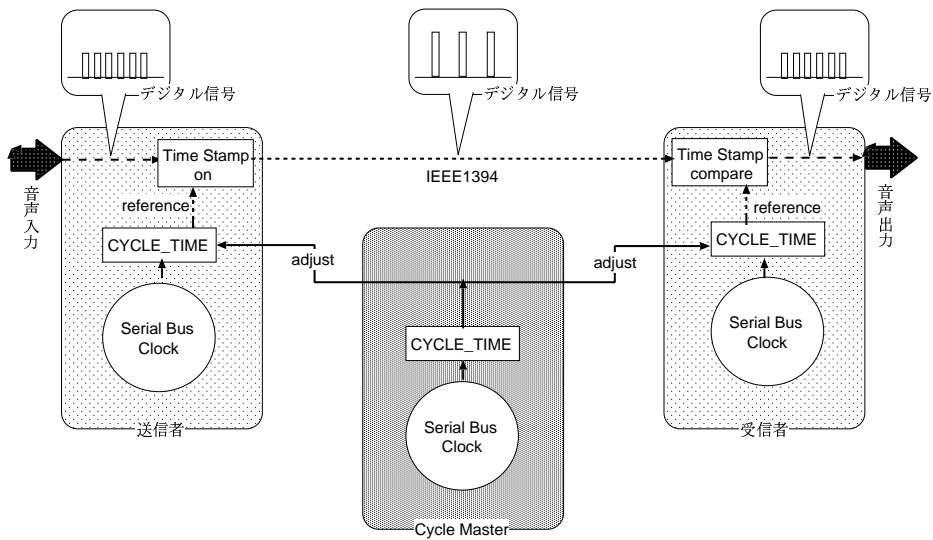 デジタル信号
デジタル信号
デジタル信号
音声入力
Time Stamp
on
IEEE1394
Time Stamp
compare
音声出力
reference
reference
CYCLE_TIME
adjust
adjust
CYCLE_TIME
Serial Bus
Clock
CYCLE_TIME
Serial Bus
Clock
Serial Bus
Clock
送信者
受信者
Cycle Master